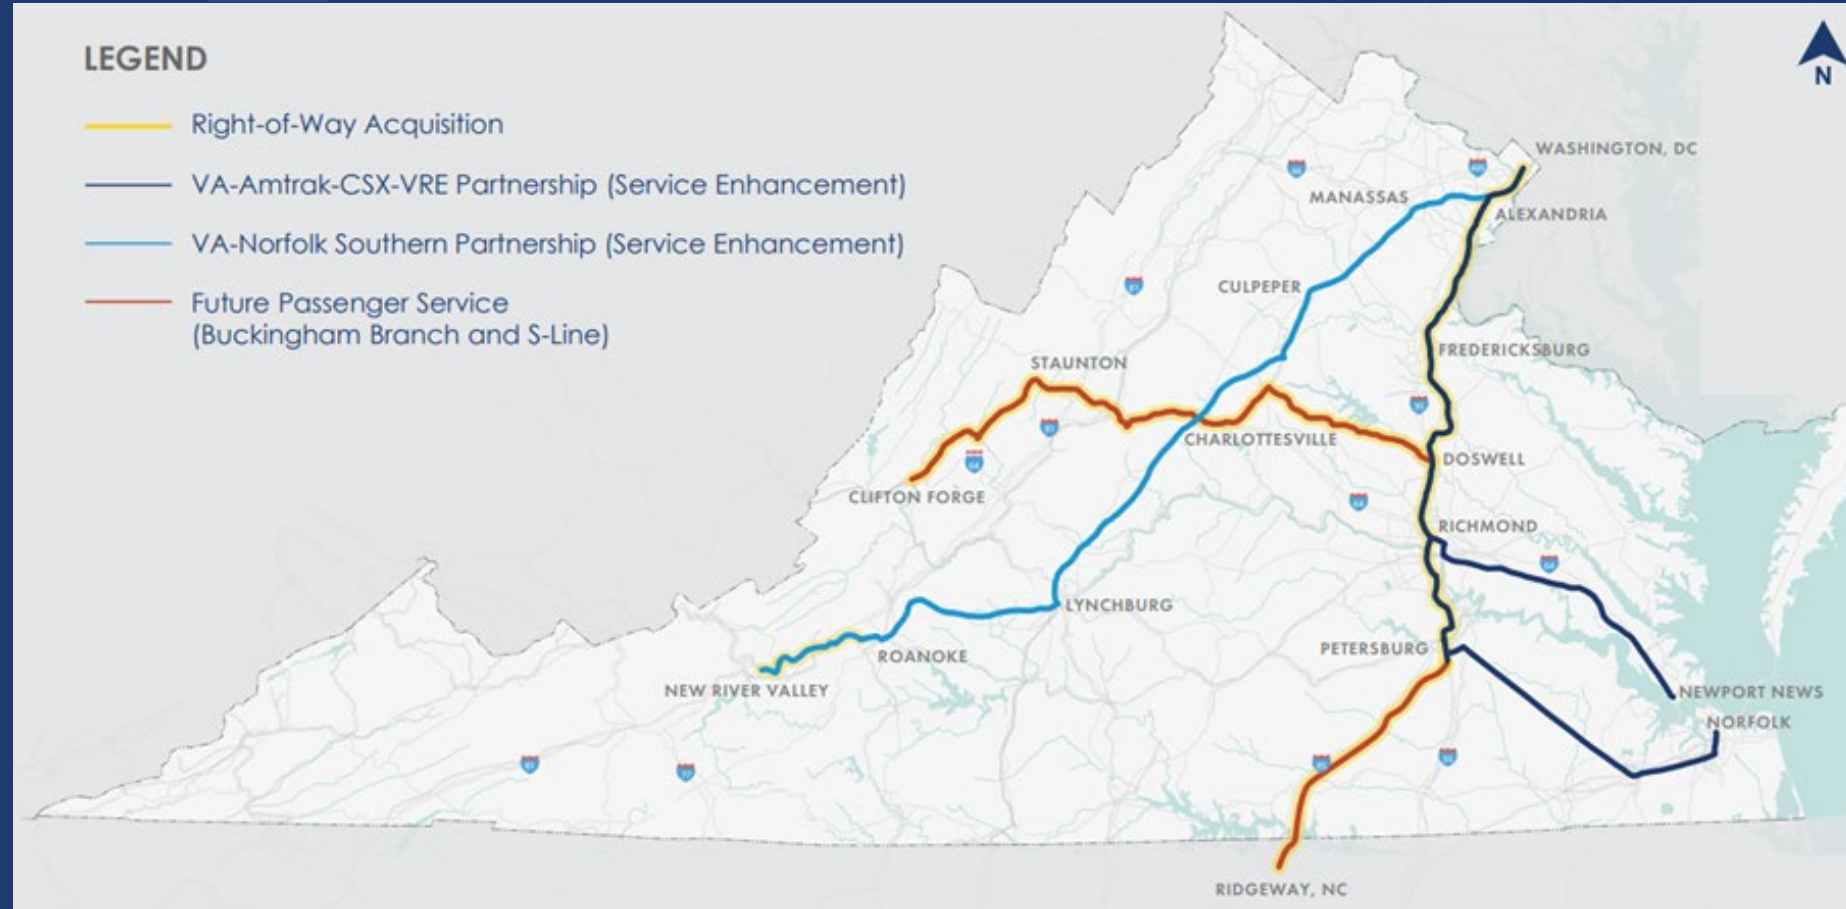 LEGEND
Right-of-Way Acquisition
VA-Amtrak-CSX-VRE Partnership (Service Enhancement)
VA-Norfolk Southern Partnership (Service Enhancement)
Future Passenger Service
(Buckingham Branch and S-Line)
N
WASHINGTON, DC
MANASSAS
ALEXANDRIA
CULPEPER
FREDERICKSBURG
STAUNTON
CHARLOTTESVILLE
DOSWELL
CLIFTON FORGE
RICHMOND
LYNCHBURG
PETERSBURG
ROANOKE
NEW RIVER VALLEY
NEWPORT NEWS
NORFOLK
RIDGEWAY, NC